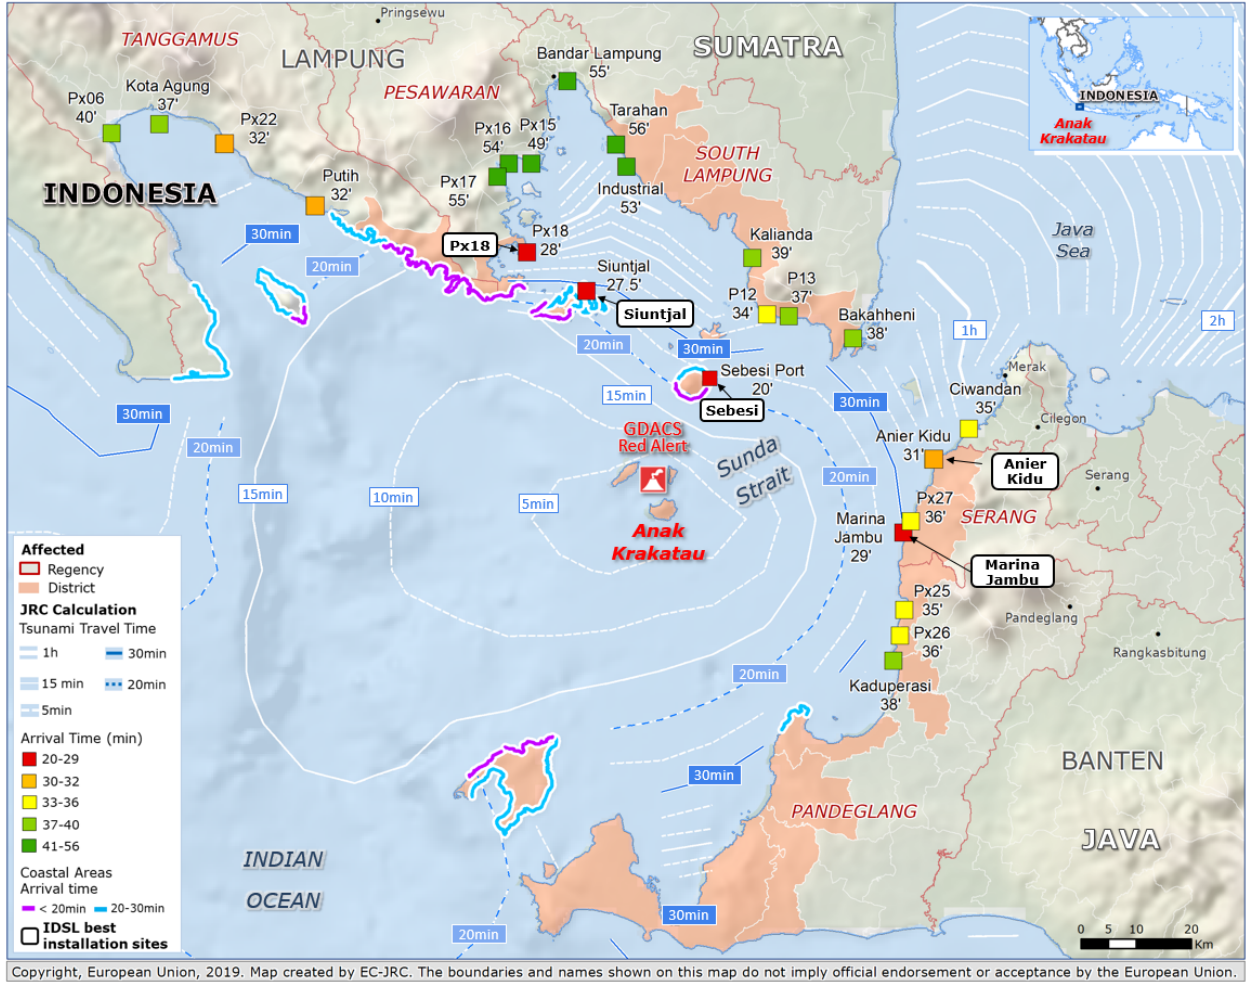 Pringsewu
TANGGAMUS
LAMPUNG
SUMATRA
Bandar Lampung
55'
Kota Agung
37'
Px06
40'
PESAWARAN
Px22
32'
Px16
54'
Px15
49'
Tarahan
56'
INDONESIA
Anak
Krakatau
SOUTH
LAMPUNG
INDONESIA
Putih
32'
Px17
55'
Industrial
53'
30min
20min
Px18
Px18
28'
Kalianda
39'
Java
Sea
Siuntjal
27.5'
Siuntjal
P13
37'
P12
34'
Bakahheni
38'
1h
2h
20min
30min
Sebesi Port
20'
Sebesi
15min
30min
Merak
Ciwandan
35'
Cilegon
30min
20min
GDACS
Red Alert
Sunda
Strait
Anier Kidu
31'
Anier
Kidu
Serang
20min
15min
10min
5min
Anak
Krakatau
Px27
36'
SERANG
Marina
Jambu
29'
Marina
Jambu
Px25
35'
Pandeglang
Px26
36'
Rangkasbitung
20min
Kaduperasi
38'
30min
BANTEN
PANDEGLANG
JAVA
INDIAN
OCEAN
30min
20min
Affected
Regency
District
JRC Calculation
Tsunami Travel Time
1h
30min
15 min
20min
5min
Arrival Time (min)
20-29
30-32
33-36
37-40
41-56
Coastal Areas
Arrival time
< 20min
20-30min
IDSL best
installation sites
0 5 10 20
Km
Copyright, European Union, 2019. Map created by EC-JRC. The boundaries and names shown on this map do not imply official endorsement or acceptance by the European Union.